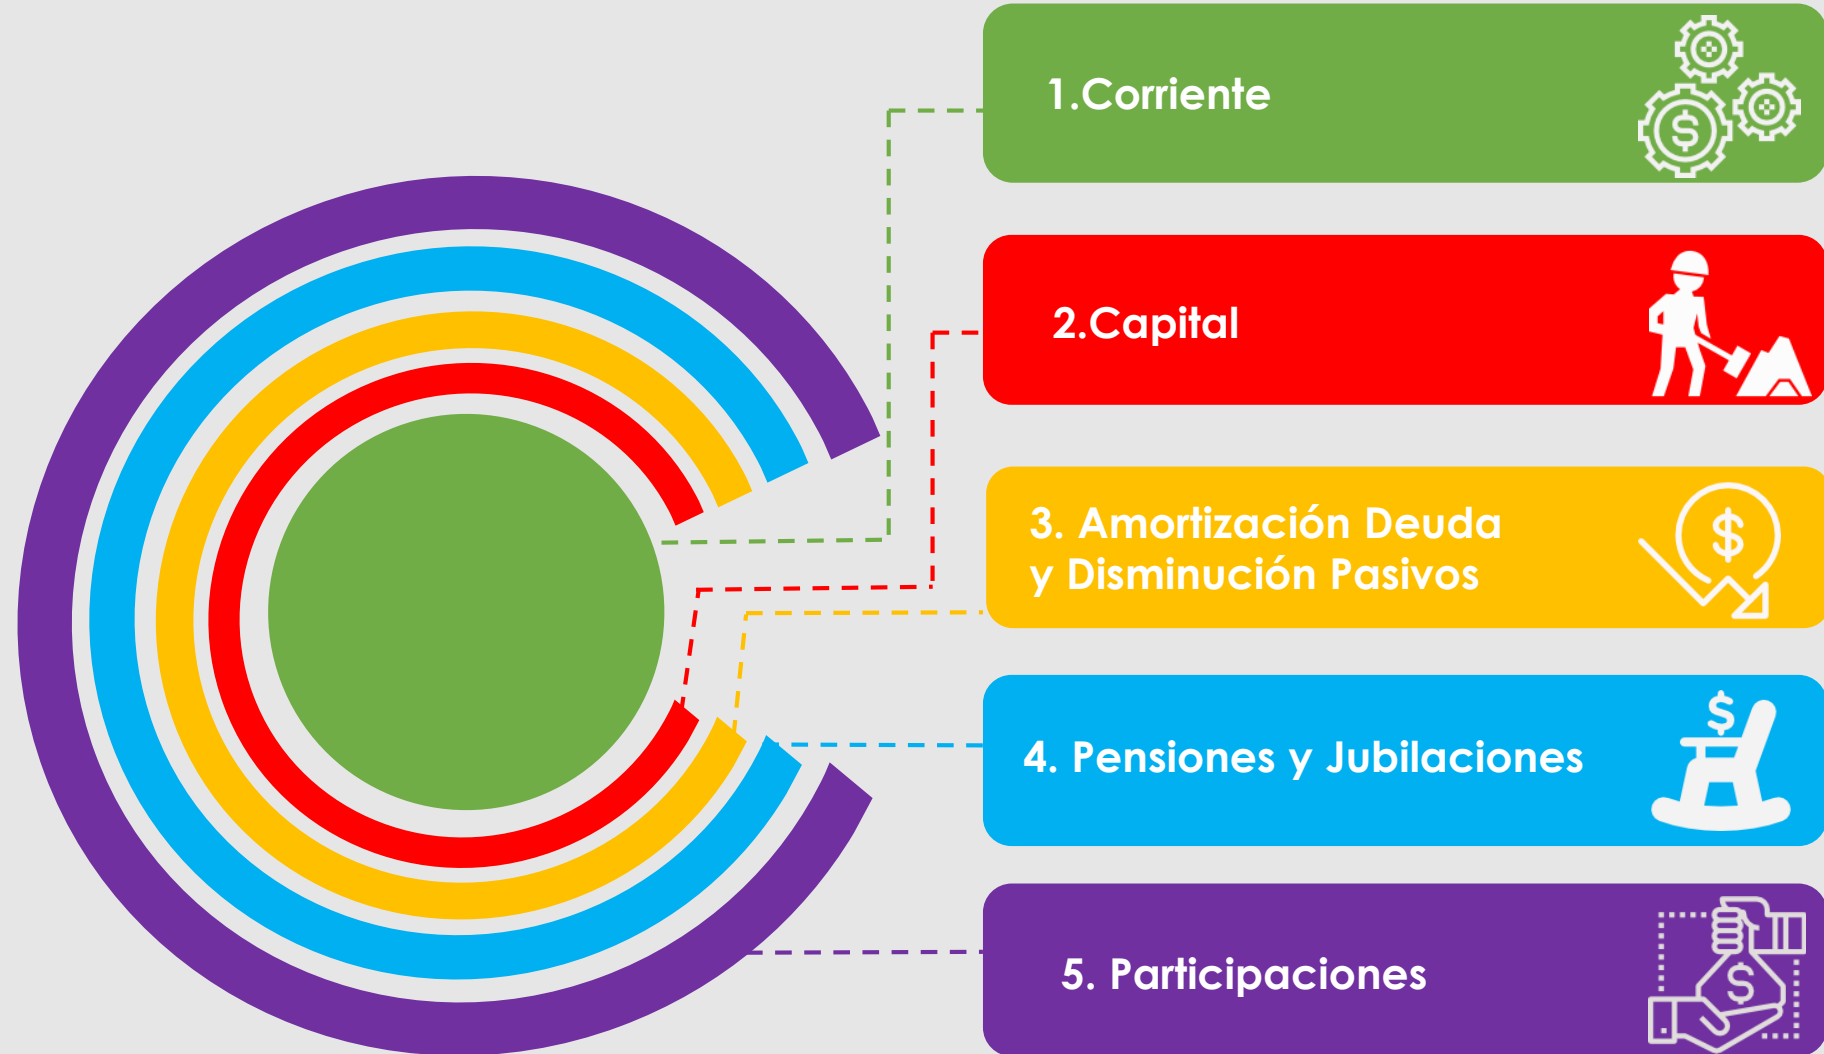 1.Corriente
2.Capital
3. Amortización Deuda
y Disminución Pasivos
4. Pensiones y Jubilaciones
5. Participaciones